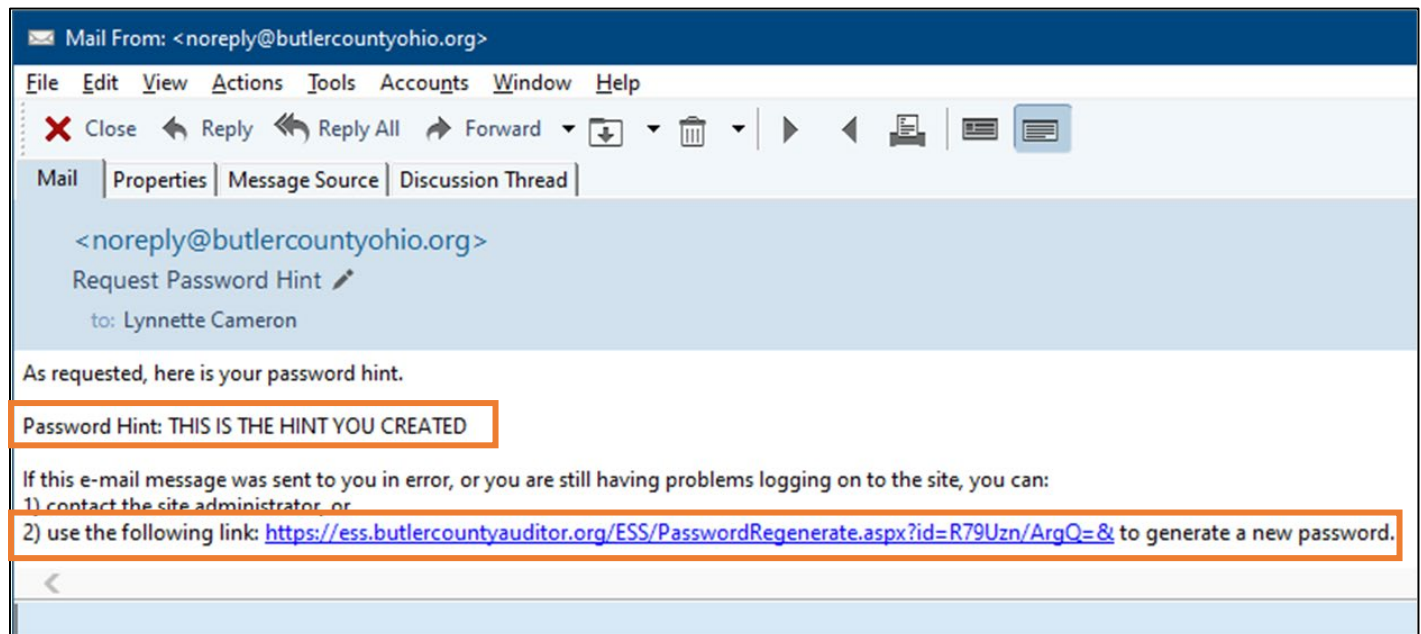 Mail From: <noreply@butlercountyohio.org>
File Edit View Actions Tools Accounts Window Help
Close Reply Reply All Forward
Mail Properties Message Source Discussion Thread
<noreply@butlercountyohio.org>
Request Password Hint
to: Lynnette Cameron
As requested, here is your password hint.
Password Hint: THIS IS THE HINT YOU CREATED
If this e-mail message was sent to you in error, or you are still having problems logging on to the site, you can:
1) contact the site administrator, or
2) use the following link: https://ess.butlercountyauditor.org/ESS/PasswordRegenerate.aspx?id=R79Uzn/ArgQ=& to generate a new password.